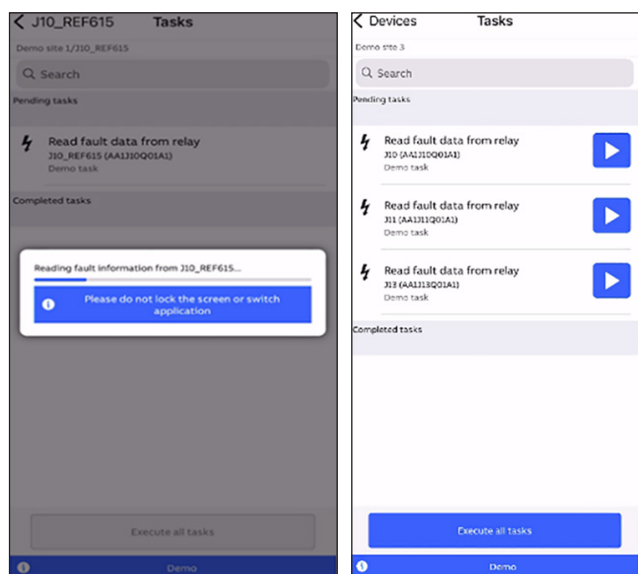 J10_REF615 Tasks
Demo site 1/J10_REF615
Search
Pending tasks
Read fault data from relay
J10_REF615 (AA1J10Q01A1)
Demo task
Completed tasks
Reading fault information from J10_REF615...
Please do not lock the screen or switch
application
Execute all tasks
Demo
Devices Tasks
Demo site 3
Search
Pending tasks
Read fault data from relay
J10 (AA1J10Q01A1)
Demo task
Read fault data from relay
J11 (AA1J11Q01A1)
Demo task
Read fault data from relay
J13 (AA1J13Q01A1)
Demo task
Completed tasks
Execute all tasks
Demo